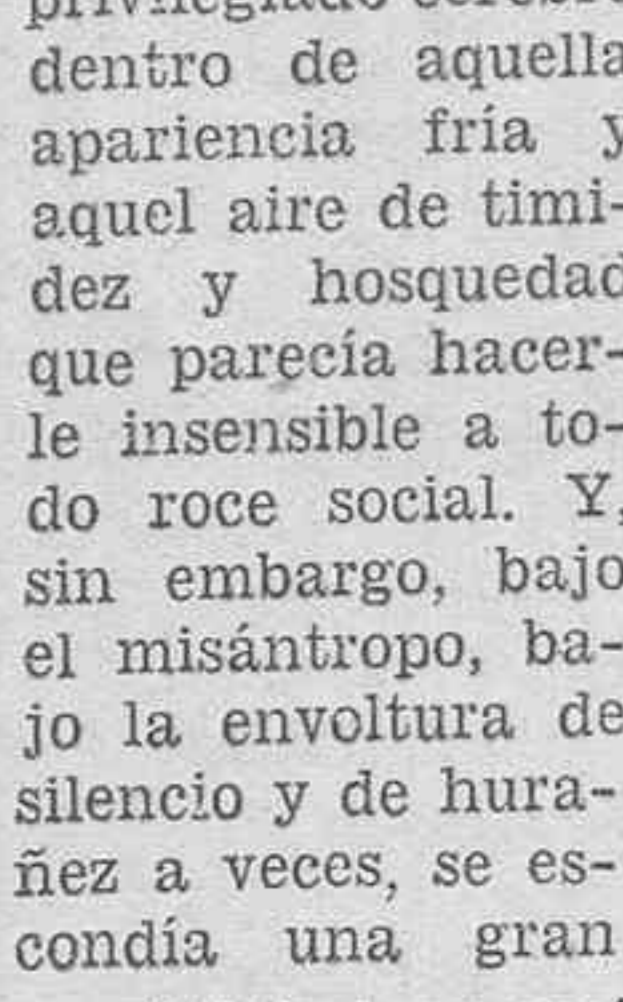 privilegiado cerebro
dentro de aquella
apariencia fría y
aquel aire de timi-
dez y hosquedad
que parecía hacer-
le insensible a to-
do roce social. Y,
sin embargo, bajo
el misántropo, ba-
jo la envoltura de
silencio y de hura-
ñez a veces, se es-
condía una gran